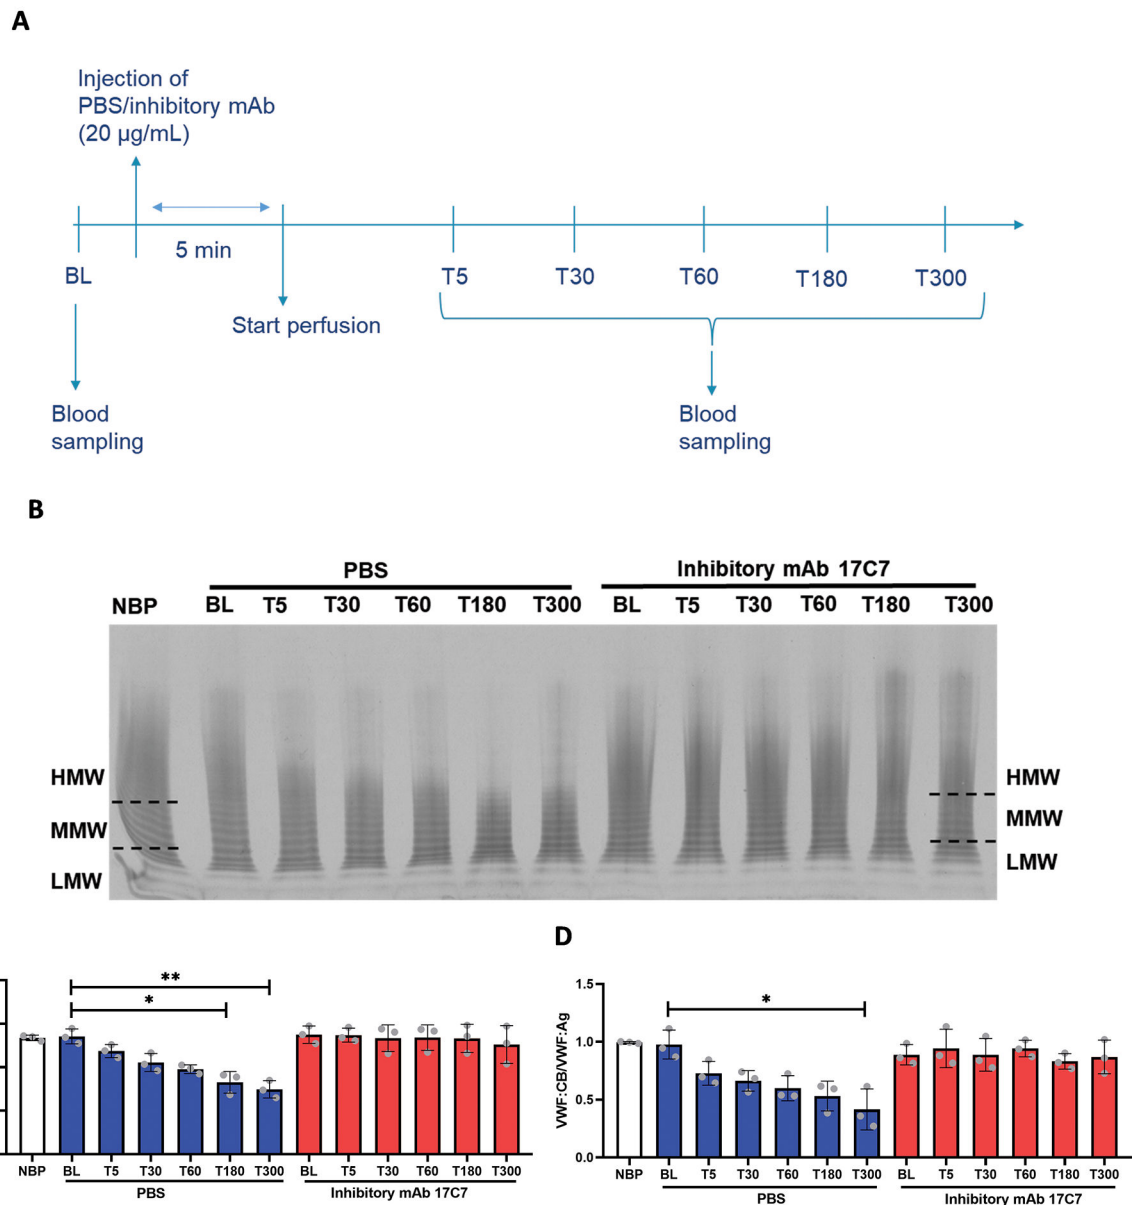 A
Injection of
PBS/inhibitory mAb
(20 µg/mL)
5 min
BL
T5 T30 T60 T180 T300
Start perfusion
Blood
sampling
Blood
sampling
B
PBS Inhibitory mAb 17C7
NBP BL T5 T30 T60 T180 T300 BL T5 T30 T60 T180 T300
HMW HMW
MMW MMW
LMW LMW
**
*
NBP BL T5 T30 T60 T180 T300 BL T5 T30 T60 T180 T300
PBS Inhibitory mAb 17C7
D
VWF:CB/VWF:Ag
1.5
1.0
0.5
0.0
*
NBP BL T5 T30 T60 T180 T300 BL T5 T30 T60 T180 T300
PBS Inhibitory mAb 17C7